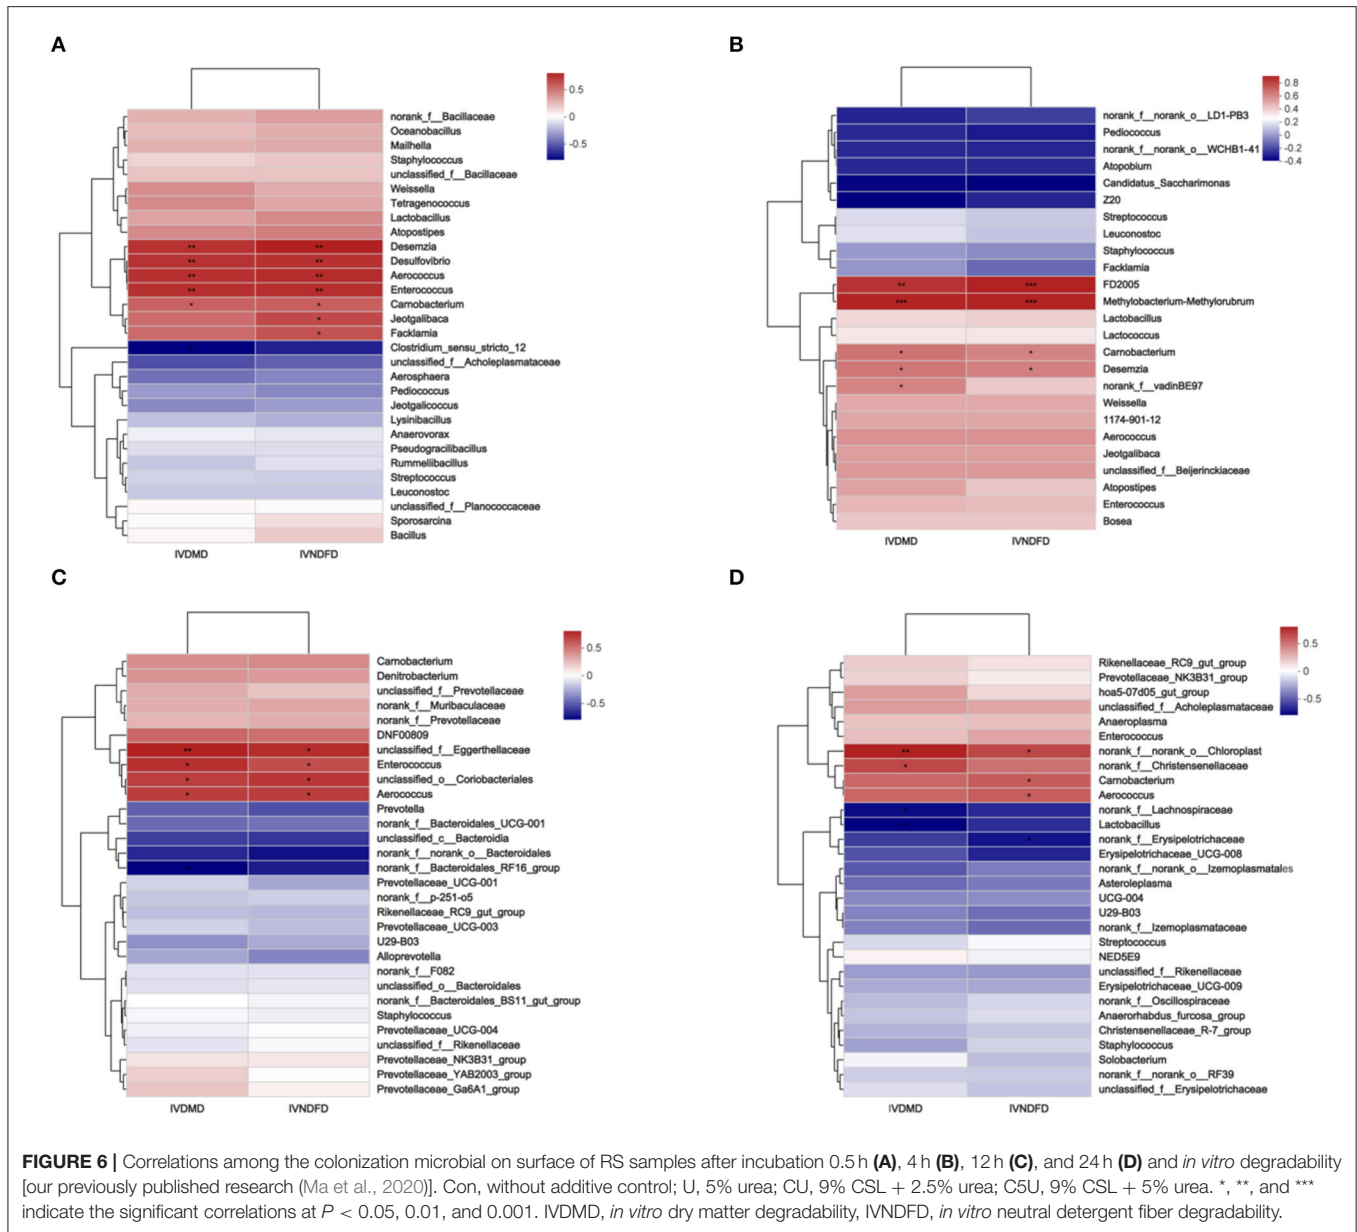 A
0.5
0
-0.5
norank_f__Bacillaceae
Oceanobacillus
Mailhella
Staphylococcus
unclassified_f__Bacillaceae
Weissella
Tetragenococcus
Lactobacillus
Atopostipes
** ** Desemzia
** ** Desulfovibrio
** ** Aerococcus
** ** Enterococcus
* * Carnobacterium
* Jeotgalibaca
* Facklamia
Clostridium_sensu_stricto_12
unclassified_f__Acholeplasmataceae
Aerosphaera
Pediococcus
Jeotgalicoccus
Lysinibacillus
Anaerovorax
Pseudogracilibacillus
Rummeliibacillus
Streptococcus
Leuconostoc
unclassified_f__Planococcaceae
Sporosarcina
Bacillus
IVDMD IVNDFD
B
0.8
0.6
0.4
0.2
0
-0.2
-0.4
norank_f__norank_o__LD1-PB3
Pediococcus
norank_f__norank_o__WCHB1-41
Atopobium
Candidatus_Saccharimonas
Z20
Streptococcus
Leuconostoc
Staphylococcus
Facklamia
** *** FD2005
*** *** Methylobacterium-Methylorubrum
Lactobacillus
Lactococcus
* * Carnobacterium
* * Desemzia
* norank_f__vadinBE97
Weissella
1174-901-12
Aerococcus
Jeotgalibaca
unclassified_f__Beijerinckiaceae
Atopostipes
Enterococcus
Bosea
IVDMD IVNDFD
C
0.5
0
-0.5
Carnobacterium
Denitrobacterium
unclassified_f__Prevotellaceae
norank_f__Muribaculaceae
norank_f__Prevotellaceae
DNF00809
** * unclassified_f__Eggerthellaceae
* * Enterococcus
* * unclassified_o__Coriobacteriales
* * Aerococcus
Prevotella
norank_f__Bacteroidales_UCG-001
unclassified_c__Bacteroidia
norank_f__norank_o__Bacteroidales
norank_f__Bacteroidales_RF16_group
Prevotellaceae_UCG-001
norank_f__p-251-o5
Rikenellaceae_RC9_gut_group
Prevotellaceae_UCG-003
U29-B03
Alloprevotella
norank_f__F082
unclassified_o__Bacteroidales
norank_f__Bacteroidales_BS11_gut_group
Staphylococcus
Prevotellaceae_UCG-004
unclassified_f__Rikenellaceae
Prevotellaceae_NK3B31_group
Prevotellaceae_YAB2003_group
Prevotellaceae_Ga6A1_group
IVDMD IVNDFD
D
0.5
0
-0.5
Rikenellaceae_RC9_gut_group
Prevotellaceae_NK3B31_group
hoa5-07d05_gut_group
unclassified_f__Acholeplasmataceae
Anaeroplasma
Enterococcus
** * norank_f__norank_o__Chloroplast
* norank_f__Christensenellaceae
* Carnobacterium
* Aerococcus
* norank_f__Lachnospiraceae
* Lactobacillus
* norank_f__Erysipelotrichaceae
Erysipelotrichaceae_UCG-008
norank_f__norank_o__Izemoplasmatales
Asteroleplasma
UCG-004
U29-B03
norank_f__Izemoplasmataceae
Streptococcus
NED5E9
unclassified_f__Rikenellaceae
Erysipelotrichaceae_UCG-009
norank_f__Oscillospiraceae
Anaerorhabdus_furcosa_group
Christensenellaceae_R-7_group
Staphylococcus
Solobacterium
norank_f__norank_o__RF39
unclassified_f__Erysipelotrichaceae
IVDMD IVNDFD
FIGURE 6 | Correlations among the colonization microbial on surface of RS samples after incubation 0.5 h (A), 4 h (B), 12 h (C), and 24 h (D) and in vitro degradability
[our previously published research (Ma et al., 2020)]. Con, without additive control; U, 5% urea; CU, 9% CSL + 2.5% urea; C5U, 9% CSL + 5% urea. *, **, and ***
indicate the significant correlations at P < 0.05, 0.01, and 0.001. IVDMD, in vitro dry matter degradability, IVNDFD, in vitro neutral detergent fiber degradability.